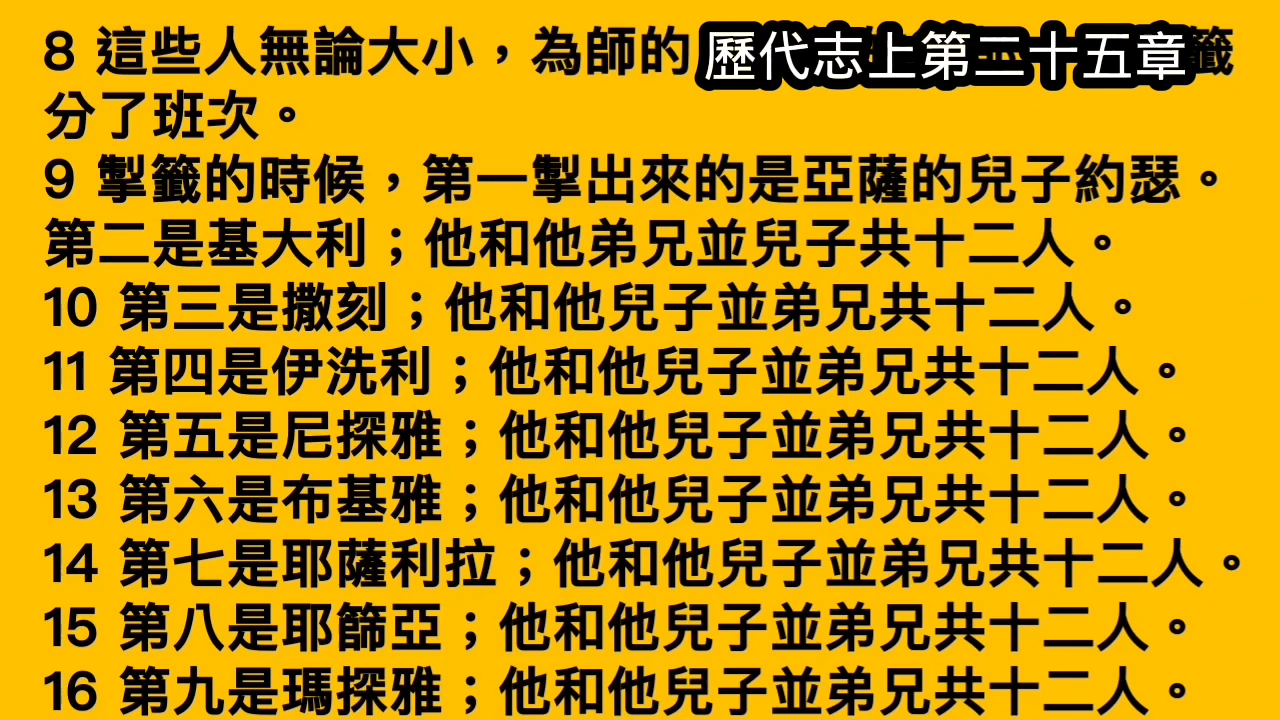 8 這些人無論大小，為師的
歷代志上第二十五章
籤
分了班次。
9 掣籤的時候，第一掣出來的是亞薩的兒子約瑟。
第二是基大利；他和他弟兄並兒子共十二人。
10 第三是撒刻；他和他兒子並弟兄共十二人。
11 第四是伊洗利；他和他兒子並弟兄共十二人。
12 第五是尼探雅；他和他兒子並弟兄共十二人。
13 第六是布基雅；他和他兒子並弟兄共十二人。
14 第七是耶薩利拉；他和他兒子並弟兄共十二人。
15 第八是耶篩亞；他和他兒子並弟兄共十二人。
16 第九是瑪探雅；他和他兒子並弟兄共十二人。